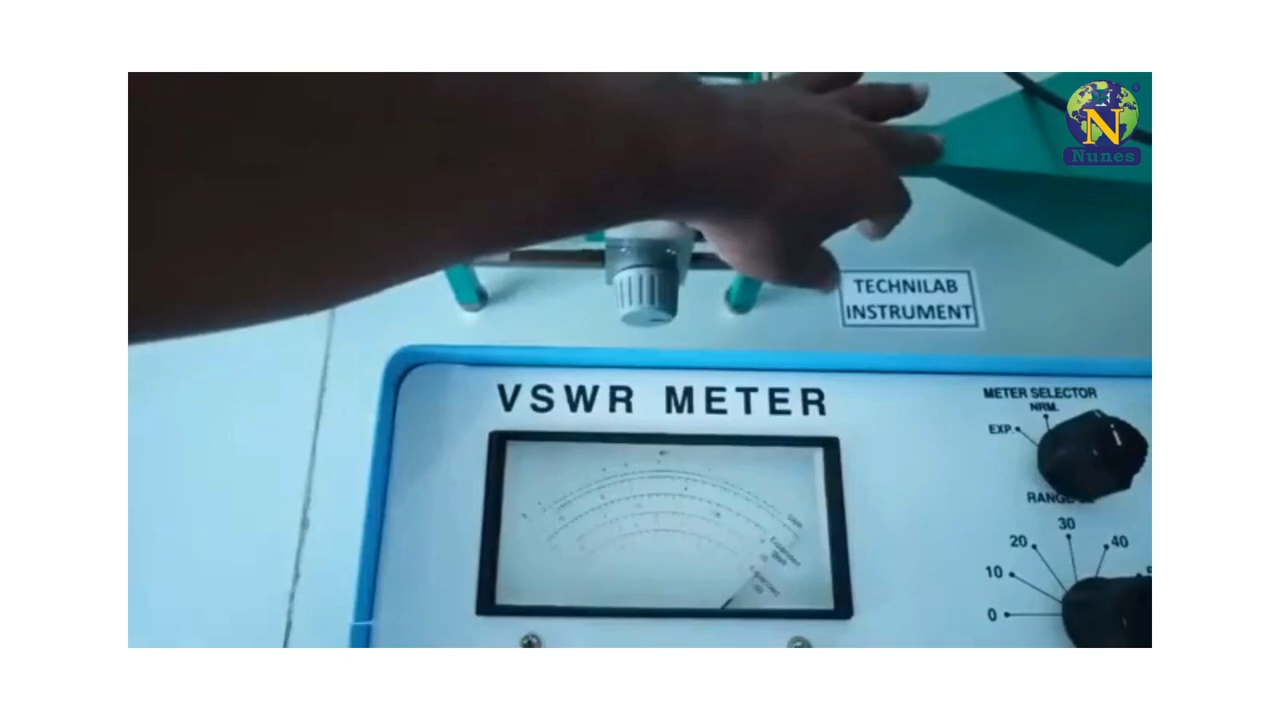 N
Nunes
TECHNILAB
INSTRUMENT
VSWR METER
METER SELECTOR
NRM.
EXP.
30
20
40
10
0